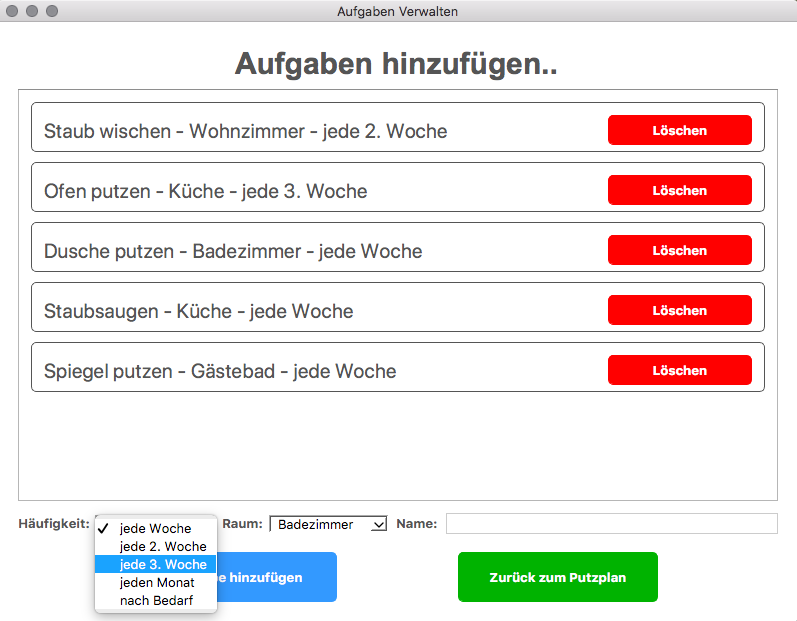 Aufgaben Verwalten
Aufgaben hinzufügen..
Staub wischen - Wohnzimmer - jede 2. Woche Löschen
Ofen putzen - Küche - jede 3. Woche Löschen
Dusche putzen - Badezimmer - jede Woche Löschen
Staubsaugen - Küche - jede Woche Löschen
Spiegel putzen - Gästebad - jede Woche Löschen
Häufigkeit: Raum: Badezimmer Name:
jede Woche
jede 2. Woche
jede 3. Woche
jeden Monat
nach Bedarf
hinzufügen Zurück zum Putzplan